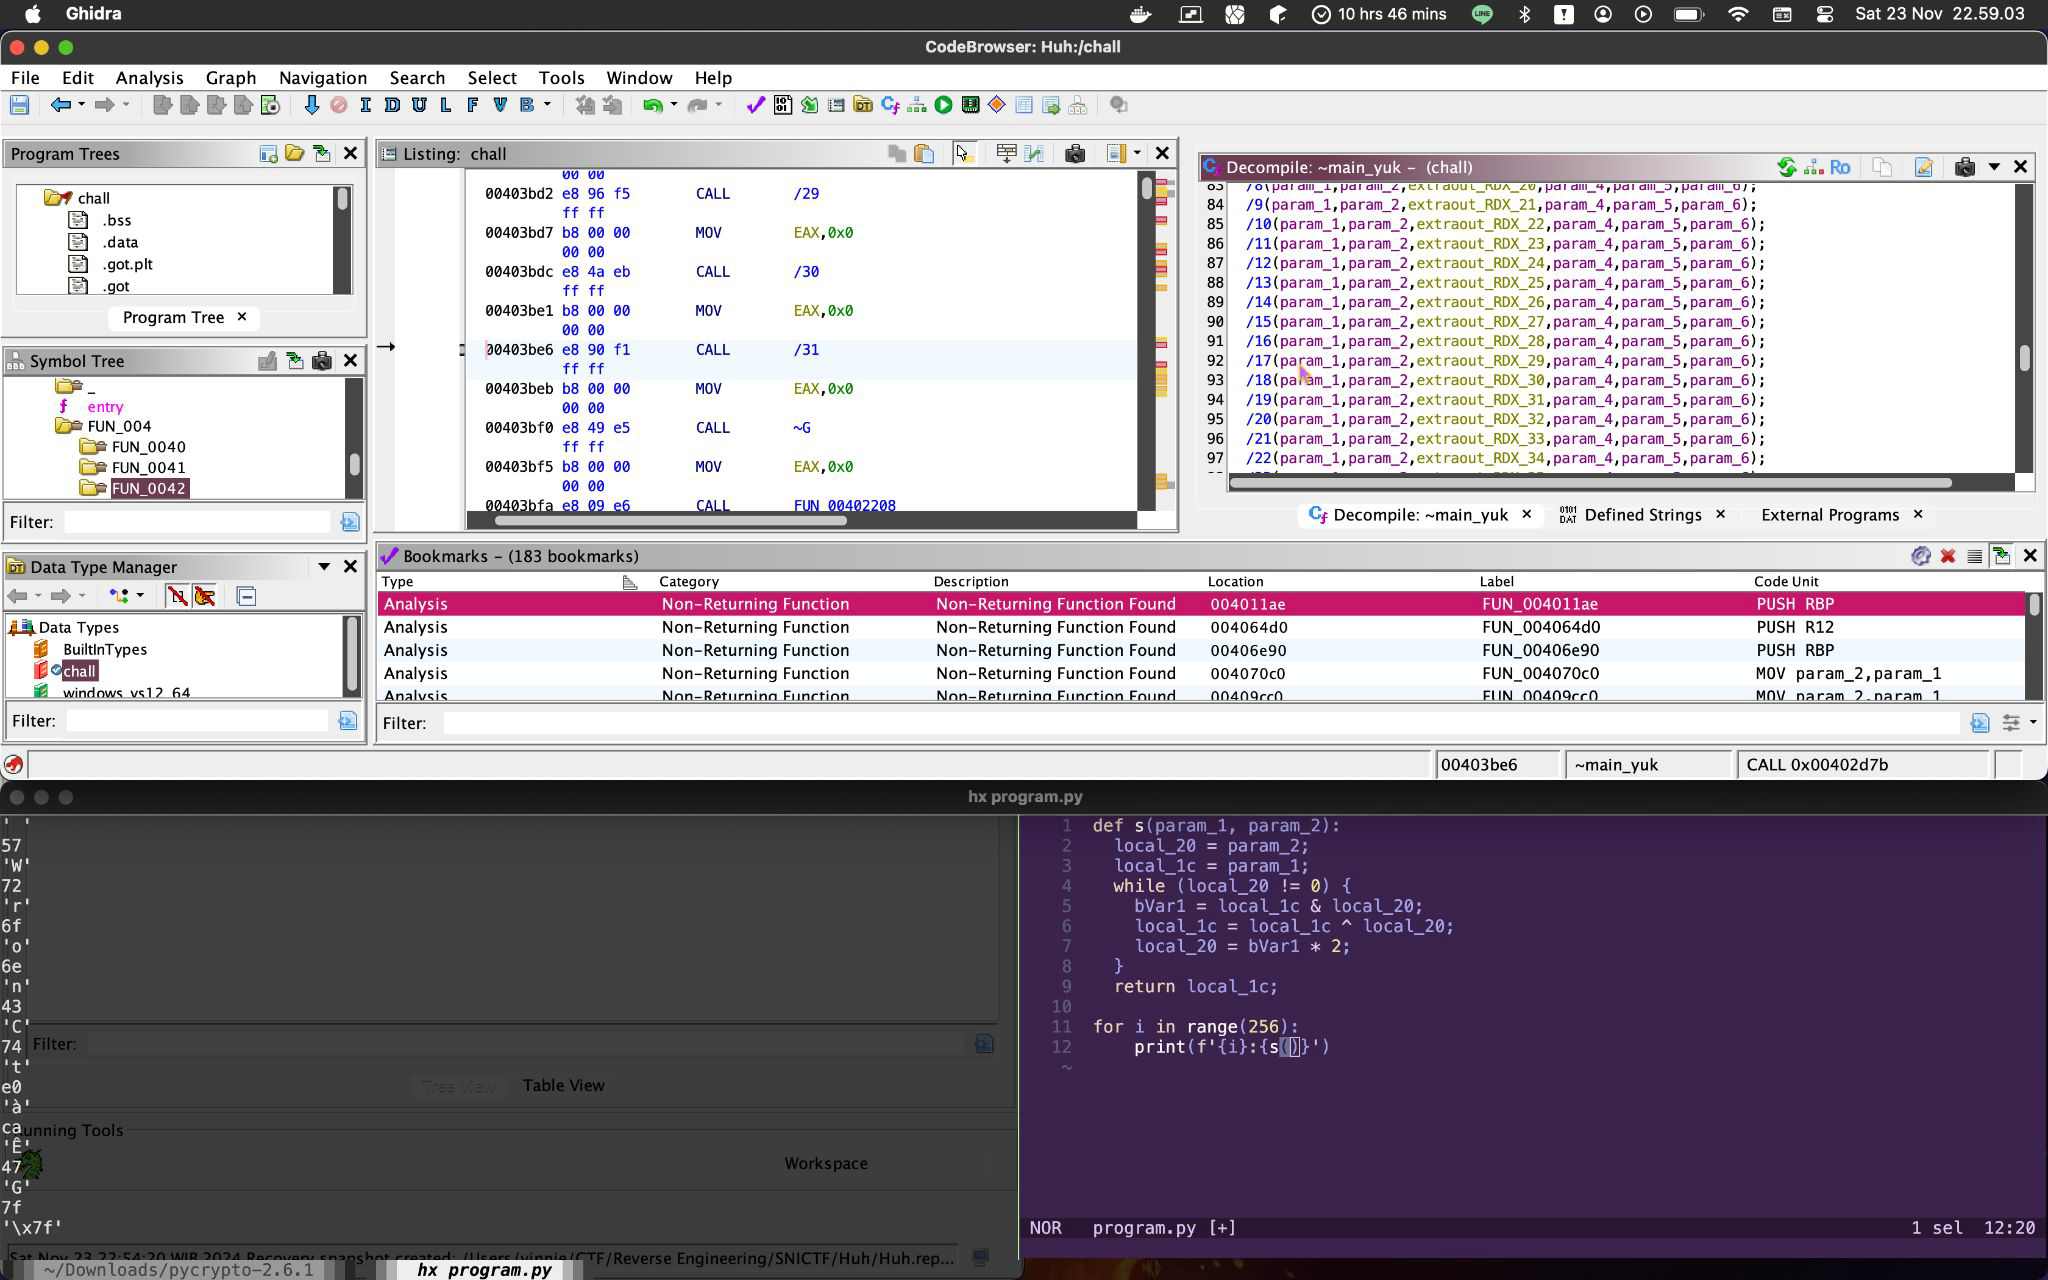 Ghidra
10 hrs 46 mins
LINE
Sat 23 Nov 22.59.03
CodeBrowser: Huh:/chall
File Edit Analysis Graph Navigation Search Select Tools Window Help
I D U L F V B
Program Trees
chall
.bss
.data
.got.plt
.got
Program Tree ×
Symbol Tree
_
f entry
FUN_004
FUN_0040
FUN_0041
FUN_0042
Filter:
Data Type Manager
Data Types
BuiltInTypes
chall
windows_vs12_64
Filter:
Listing: chall
00 00
00403bd2 e8 96 f5 CALL /29
ff ff
00403bd7 b8 00 00 MOV EAX,0x0
00 00
00403bdc e8 4a eb CALL /30
ff ff
00403be1 b8 00 00 MOV EAX,0x0
00 00
00403be6 e8 90 f1 CALL /31
ff ff
00403beb b8 00 00 MOV EAX,0x0
00 00
00403bf0 e8 49 e5 CALL ~G
ff ff
00403bf5 b8 00 00 MOV EAX,0x0
00 00
00403bfa e8 09 e6 CALL FUN_00402208
Decompile: ~main_yuk – (chall)
Ro
83 /8(param_1,param_2,extraout_RDX_20,param_4,param_5,param_6);
84 /9(param_1,param_2,extraout_RDX_21,param_4,param_5,param_6);
85 /10(param_1,param_2,extraout_RDX_22,param_4,param_5,param_6);
86 /11(param_1,param_2,extraout_RDX_23,param_4,param_5,param_6);
87 /12(param_1,param_2,extraout_RDX_24,param_4,param_5,param_6);
88 /13(param_1,param_2,extraout_RDX_25,param_4,param_5,param_6);
89 /14(param_1,param_2,extraout_RDX_26,param_4,param_5,param_6);
90 /15(param_1,param_2,extraout_RDX_27,param_4,param_5,param_6);
91 /16(param_1,param_2,extraout_RDX_28,param_4,param_5,param_6);
92 /17(param_1,param_2,extraout_RDX_29,param_4,param_5,param_6);
93 /18(param_1,param_2,extraout_RDX_30,param_4,param_5,param_6);
94 /19(param_1,param_2,extraout_RDX_31,param_4,param_5,param_6);
95 /20(param_1,param_2,extraout_RDX_32,param_4,param_5,param_6);
96 /21(param_1,param_2,extraout_RDX_33,param_4,param_5,param_6);
97 /22(param_1,param_2,extraout_RDX_34,param_4,param_5,param_6);
Decompile: ~main_yuk × Defined Strings × External Programs ×
Bookmarks – (183 bookmarks)
Type Category Description Location Label Code Unit
Analysis Non-Returning Function Non-Returning Function Found 004011ae FUN_004011ae PUSH RBP
Analysis Non-Returning Function Non-Returning Function Found 004064d0 FUN_004064d0 PUSH R12
Analysis Non-Returning Function Non-Returning Function Found 00406e90 FUN_00406e90 PUSH RBP
Analysis Non-Returning Function Non-Returning Function Found 004070c0 FUN_004070c0 MOV param_2,param_1
Analysis Non-Returning Function Non-Returning Function Found 00409cc0 FUN_00409cc0 MOV param_2,param_1
Filter:
00403be6 ~main_yuk CALL 0x00402d7b
hx program.py
' '
57
'W'
72
'r'
6f
'o'
6e
'n'
43
'C'
74
't'
e0
'à'
ca
'Ê'
47
'G'
7f
'\x7f'
Filter:
Tree View Table View
unning Tools
Workspace
Sat Nov 23 22:54:20 WIB 2024 Recovery snapshot created: /Users/vinnie/CTF/Reverse Engineering/SNICTF/Huh/Huh.rep...
~/Downloads/pycrypto-2.6.1 hx program.py
1 def s(param_1, param_2):
2 local_20 = param_2;
3 local_1c = param_1;
4 while (local_20 != 0) {
5 bVar1 = local_1c & local_20;
6 local_1c = local_1c ^ local_20;
7 local_20 = bVar1 * 2;
8 }
9 return local_1c;
10
11 for i in range(256):
12 print(f'{i}:{s()}')
~
NOR program.py [+] 1 sel 12:20